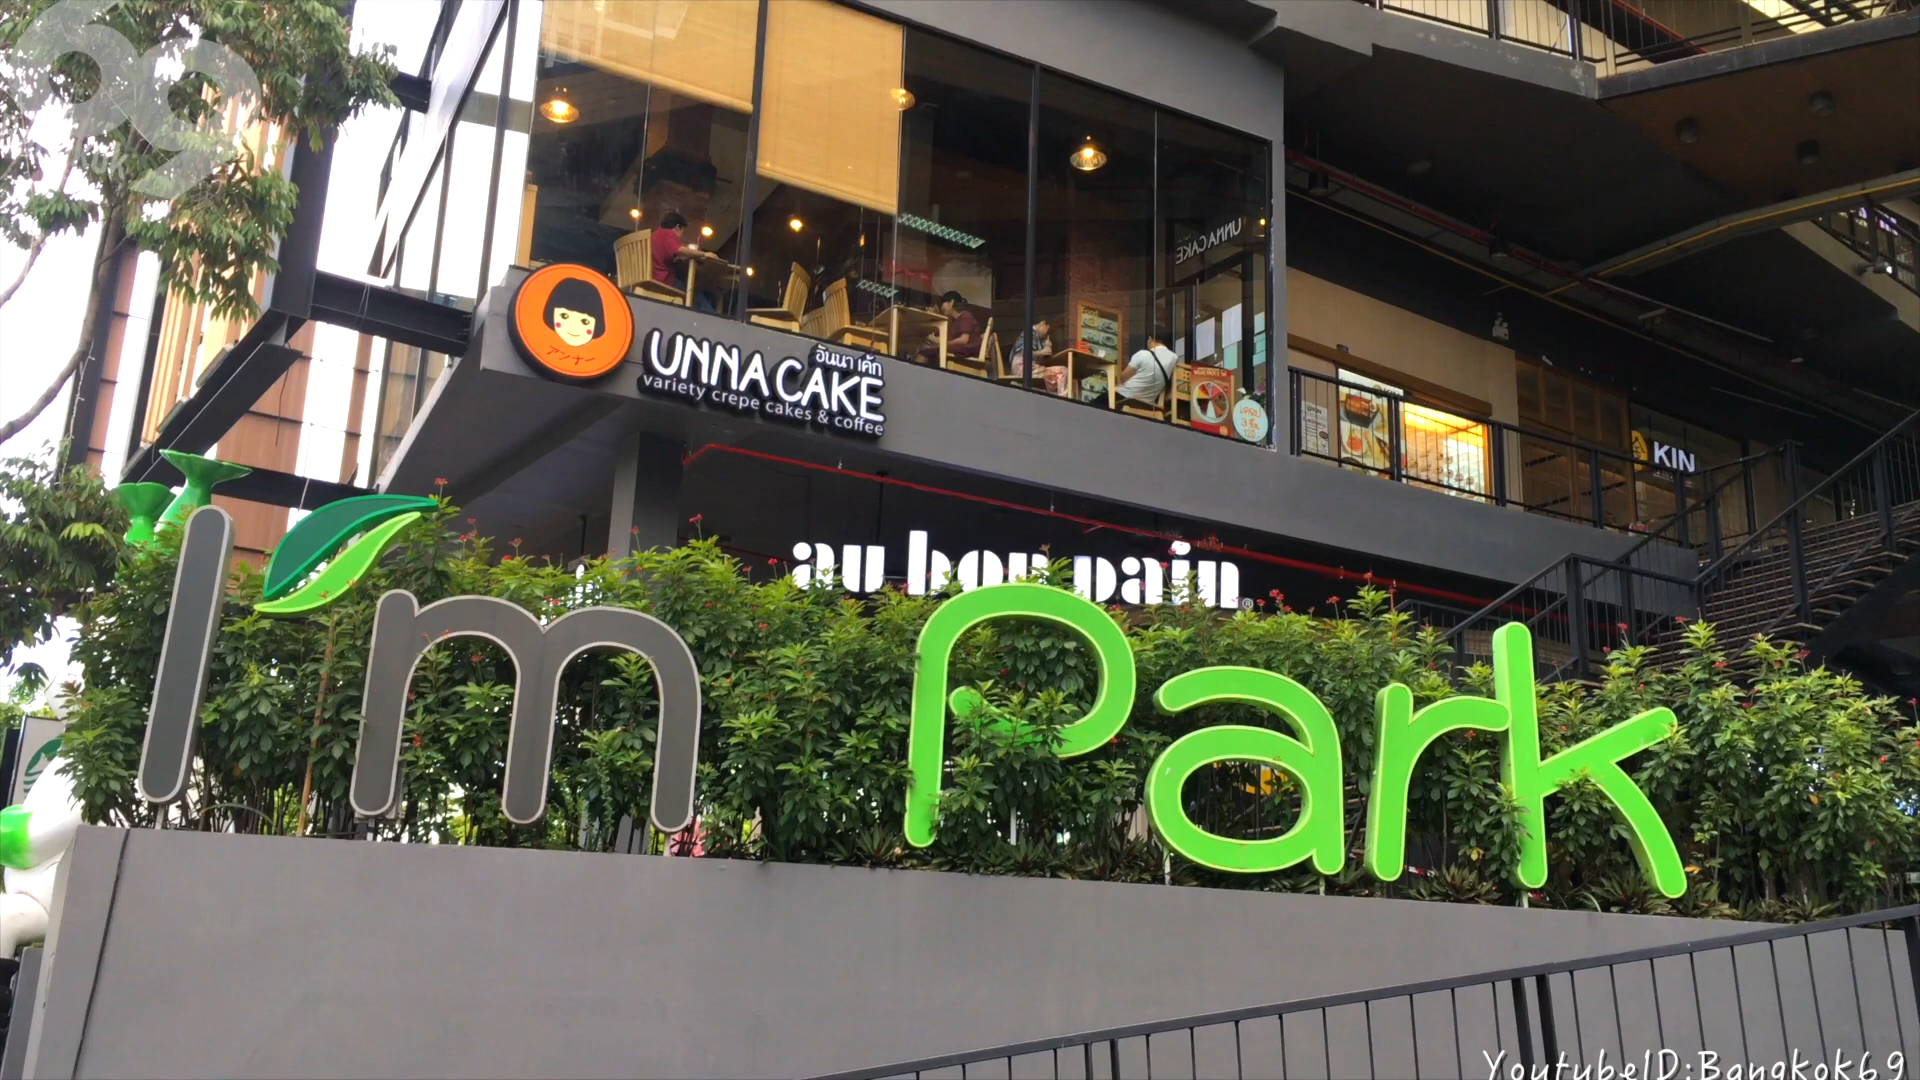 69
アンナー
อันนา เค้ก
UNNA CAKE
variety crepe cakes & coffee
UNNA CAKE
KIN
au bon pain®
I'm Park
YoutubeID:Bangkok69